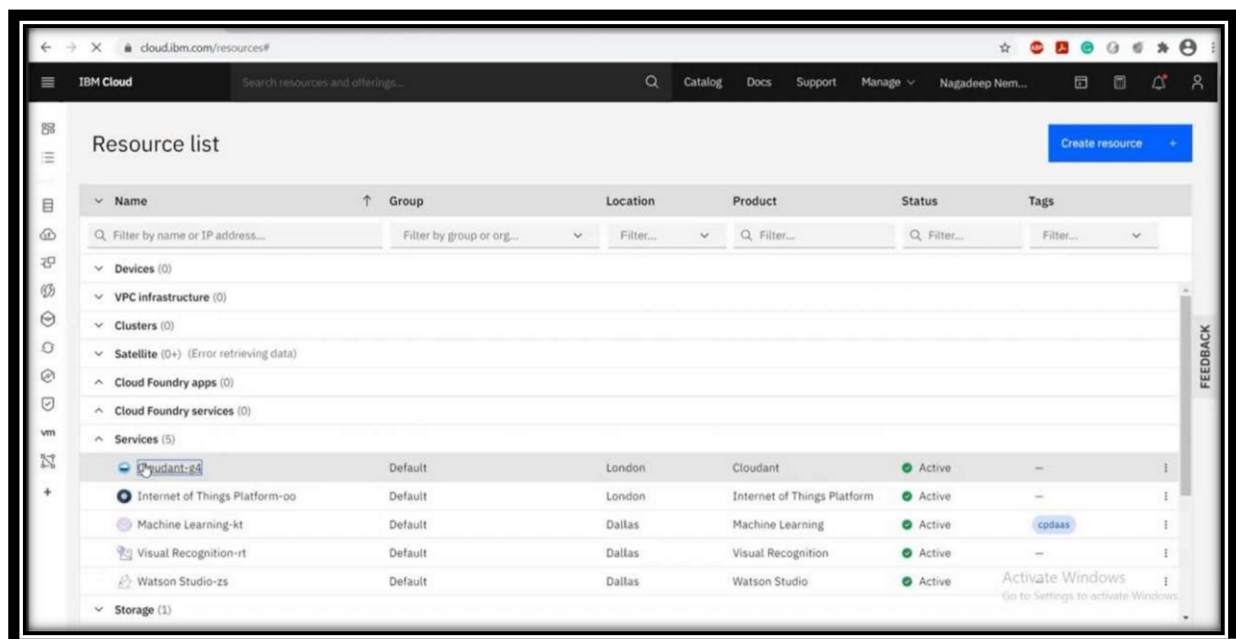 cloud.ibm.com/resources#
IBM Cloud Search resources and offerings... Catalog Docs Support Manage Nagadeep Nem...
Resource list
Create resource +
Name Group Location Product Status Tags
Filter by name or IP address... Filter by group or org... Filter... Filter... Filter... Filter...
Devices (0)
VPC infrastructure (0)
Clusters (0)
Satellite (0+) (Error retrieving data)
Cloud Foundry apps (0)
Cloud Foundry services (0)
Services (5)
Cloudant-g4 Default London Cloudant Active –
Internet of Things Platform-oo Default London Internet of Things Platform Active –
Machine Learning-kt Default Dallas Machine Learning Active cpdaas
Visual Recognition-rt Default Dallas Visual Recognition Active –
Watson Studio-zs Default Dallas Watson Studio Active
Storage (1)
vm
FEEDBACK
Activate Windows
Go to Settings to activate Windows.